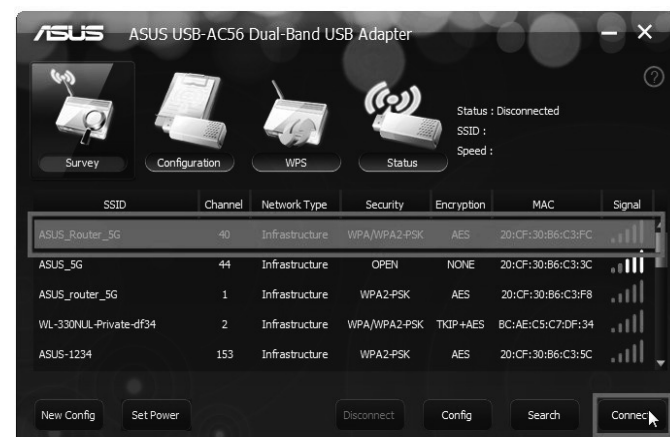 ASUS ASUS USB-AC56 Dual-Band USB Adapter
Status : Disconnected
SSID :
Speed :
Survey Configuration WPS Status
SSID Channel Network Type Security Encryption MAC Signal
ASUS_Router_5G 40 Infrastructure WPA/WPA2-PSK AES 20:CF:30:B6:C3:FC
ASUS_5G 44 Infrastructure OPEN NONE 20:CF:30:B6:C3:3C
ASUS_router_5G 1 Infrastructure WPA2-PSK AES 20:CF:30:B6:C3:F8
WL-330NUL-Private-df34 2 Infrastructure WPA/WPA2-PSK TKIP+AES BC:AE:C5:C7:DF:34
ASUS-1234 153 Infrastructure WPA2-PSK AES 20:CF:30:B6:C3:5C
New Config Set Power Disconnect Config Search Connect